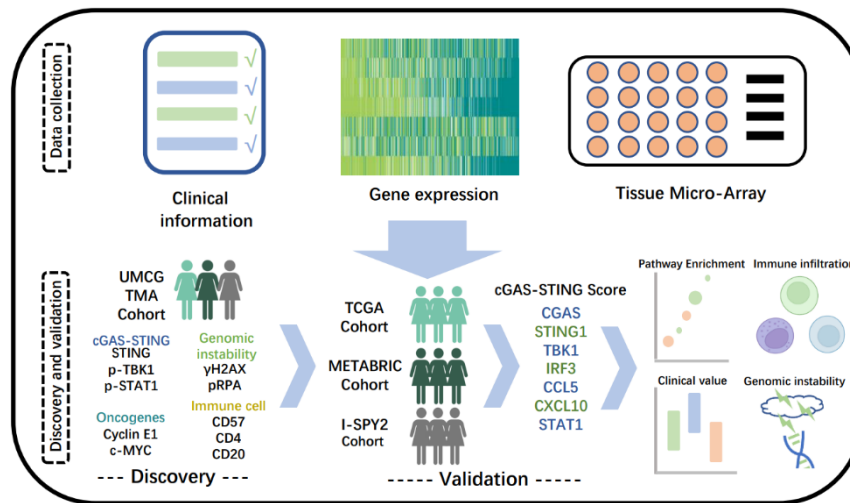 Data collection
Clinical
information
Gene expression
Tissue Micro-Array
Discovery and validation
UMCG
TMA
Cohort
cGAS-STING
STING
p-TBK1
p-STAT1
Genomic
instability
γH2AX
pRPA
Oncogenes
Cyclin E1
c-MYC
Immune cell
CD57
CD4
CD20
--- Discovery ---
TCGA
Cohort
METABRIC
Cohort
I-SPY2
Cohort
cGAS-STING Score
CGAS
STING1
TBK1
IRF3
CCL5
CXCL10
STAT1
----- Validation -----
Pathway Enrichment
Immune infiltration
Clinical value
Genomic instability